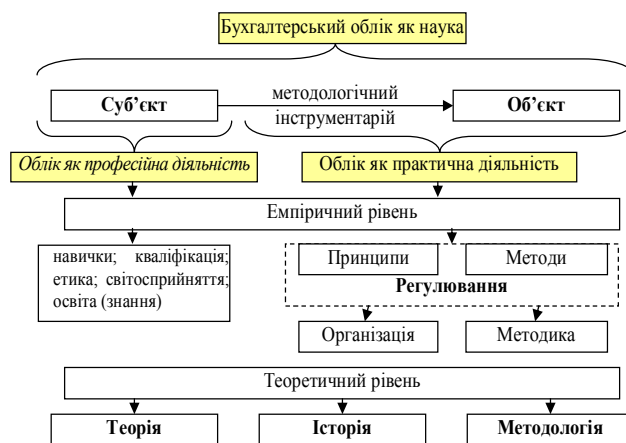 Бухгалтерський облік як наука
Суб’єкт
методологічний
інструментарій
Об’єкт
Облік як професійна діяльність
Облік як практична діяльність
Емпіричний рівень
навички; кваліфікація;
етика; світосприйняття;
освіта (знання)
Принципи
Методи
Регулювання
Організація
Методика
Теоретичний рівень
Теорія
Історія
Методологія